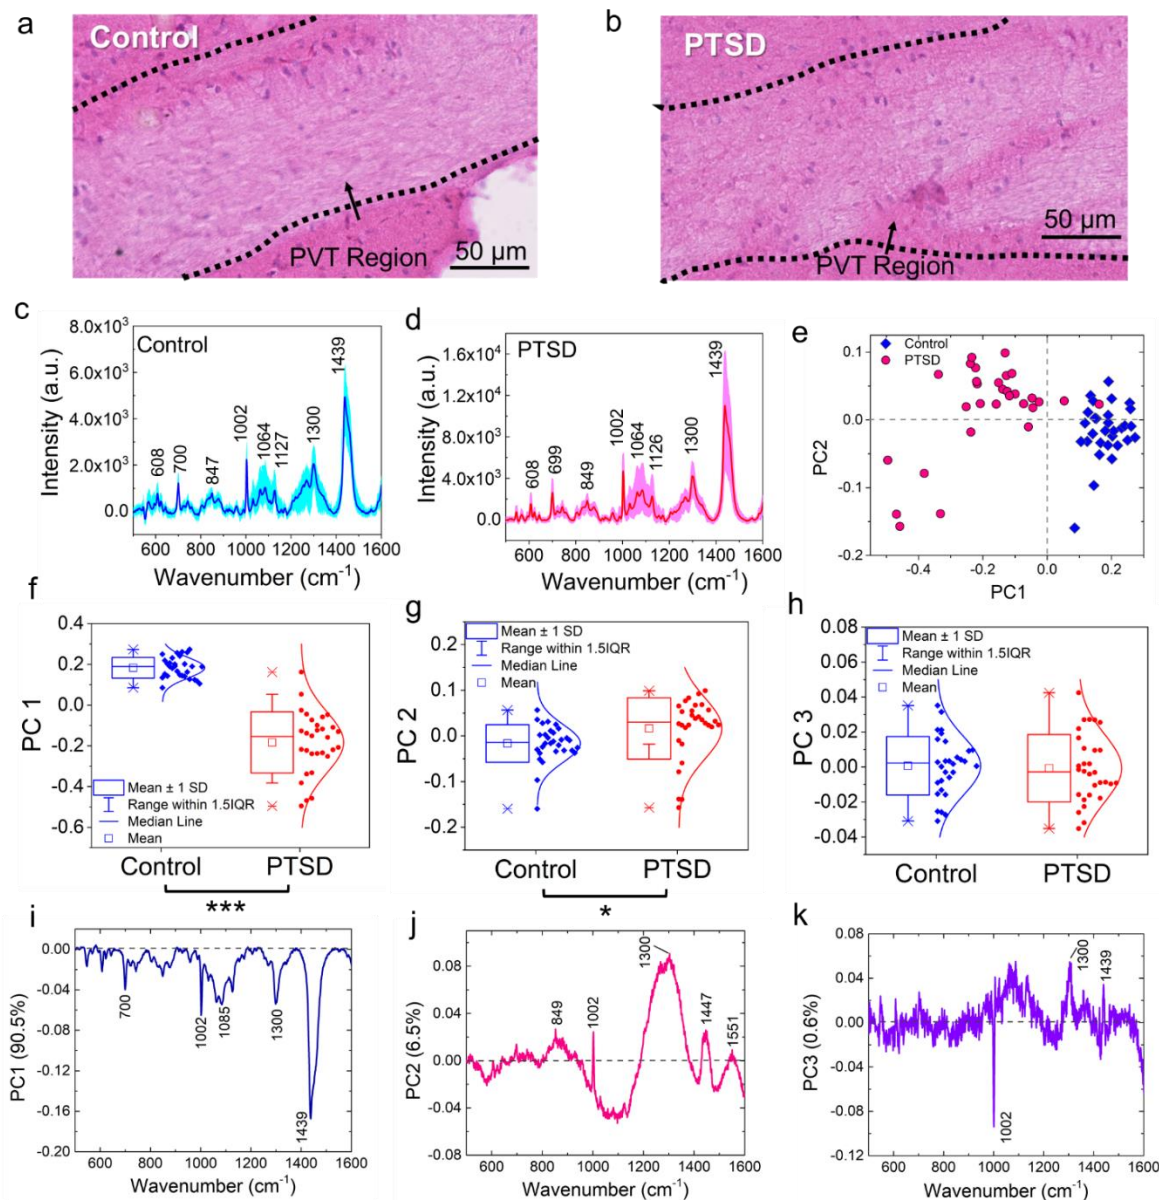 a
Control
PVT Region
50 μm
b
PTSD
PVT Region
50 μm
c
Control
Intensity (a.u.)
8.0x10³
6.0x10³
4.0x10³
2.0x10³
0.0
608
700
847
1002
1064
1127
1300
1439
600 800 1000 1200 1400 1600
Wavenumber (cm⁻¹)
d
PTSD
Intensity (a.u.)
1.6x10⁴
1.2x10⁴
8.0x10³
4.0x10³
0.0
608
699
849
1002
1064
1126
1300
1439
600 800 1000 1200 1400 1600
Wavenumber (cm⁻¹)
e
Control
PTSD
PC2
0.1
0.0
-0.1
-0.2
-0.4 -0.2 0.0 0.2
PC1
f
PC 1
0.4
0.2
0.0
-0.2
-0.4
-0.6
Mean ± 1 SD
Range within 1.5IQR
Median Line
Mean
Control PTSD
***
g
PC 2
0.2
0.1
0.0
-0.1
-0.2
Mean ± 1 SD
Range within 1.5IQR
Median Line
Mean
Control PTSD
*
h
PC 3
0.08
0.06
0.04
0.02
0.00
-0.02
-0.04
Mean ± 1 SD
Range within 1.5IQR
Median Line
Mean
Control PTSD
i
PC1 (90.5%)
0.00
-0.04
-0.08
-0.12
-0.16
-0.20
700
1002
1085
1300
1439
600 800 1000 1200 1400 1600
Wavenumber (cm⁻¹)
j
PC2 (6.5%)
0.08
0.04
0.00
-0.04
-0.08
849
1002
1300
1447
1551
600 800 1000 1200 1400 1600
Wavenumber (cm⁻¹)
k
PC3 (0.6%)
0.08
0.04
0.00
-0.04
-0.08
-0.12
1002
1300
1439
600 800 1000 1200 1400 1600
Wavenumber (cm⁻¹)